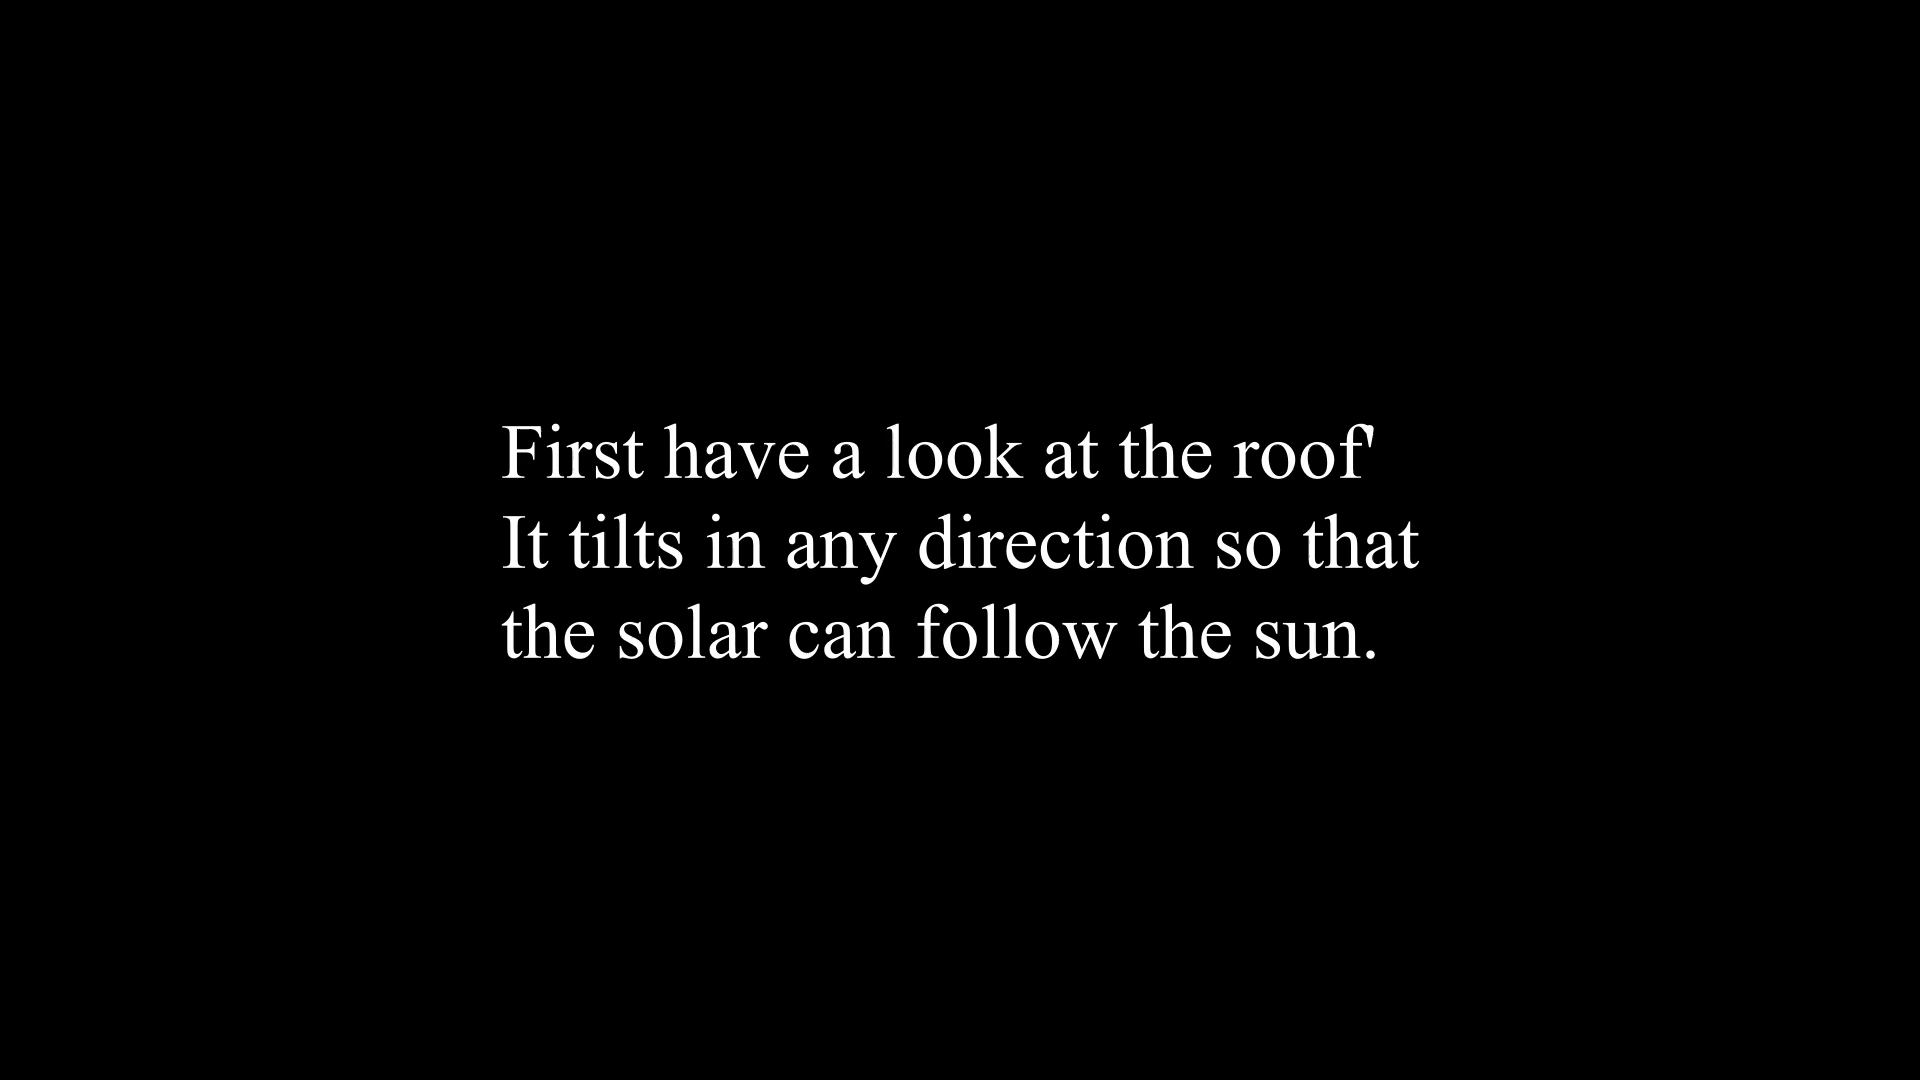 First have a look at the roof'
It tilts in any direction so that
the solar can follow the sun.